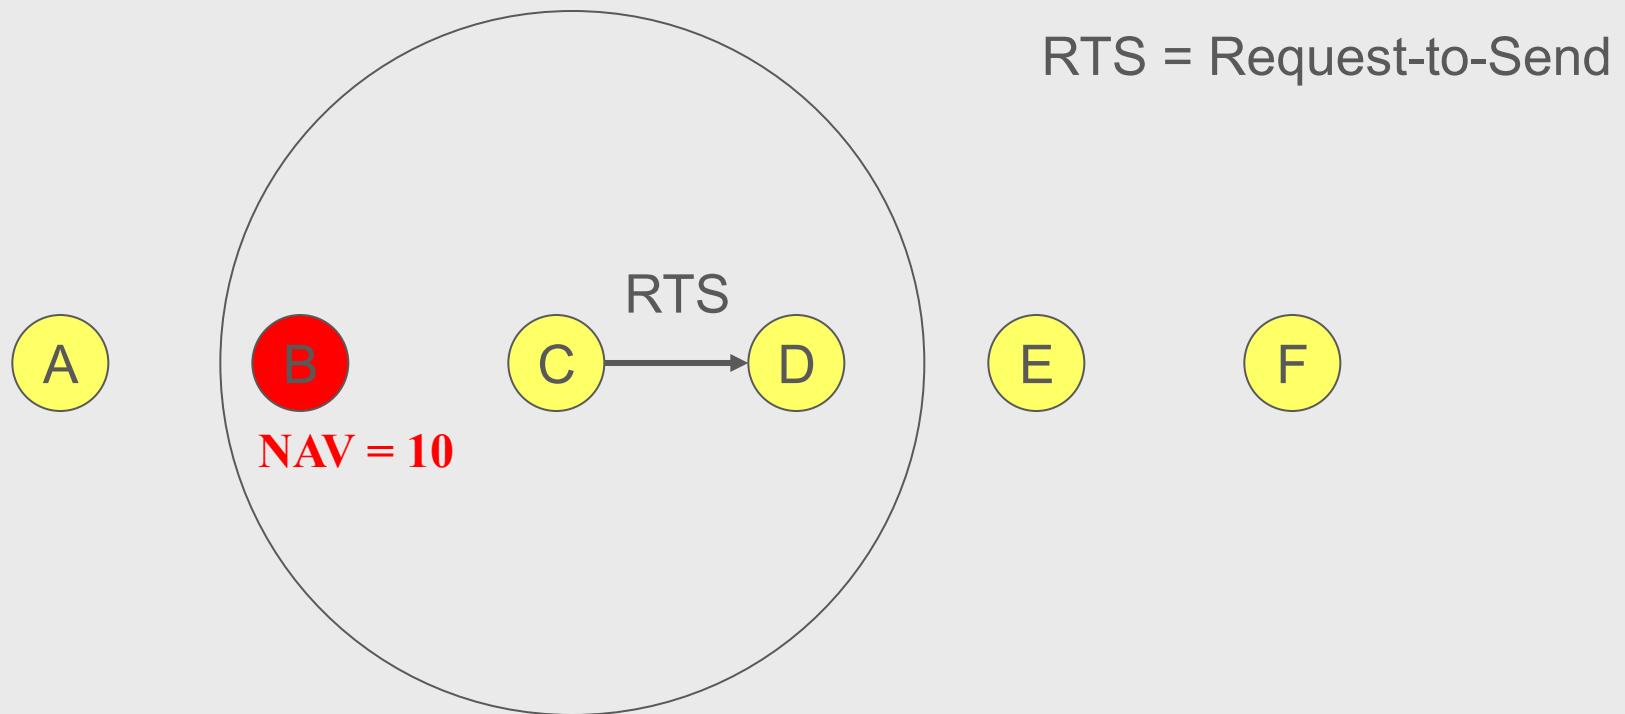 RTS = Request-to-Send
RTS
A
B
C
D
E
F
NAV = 10